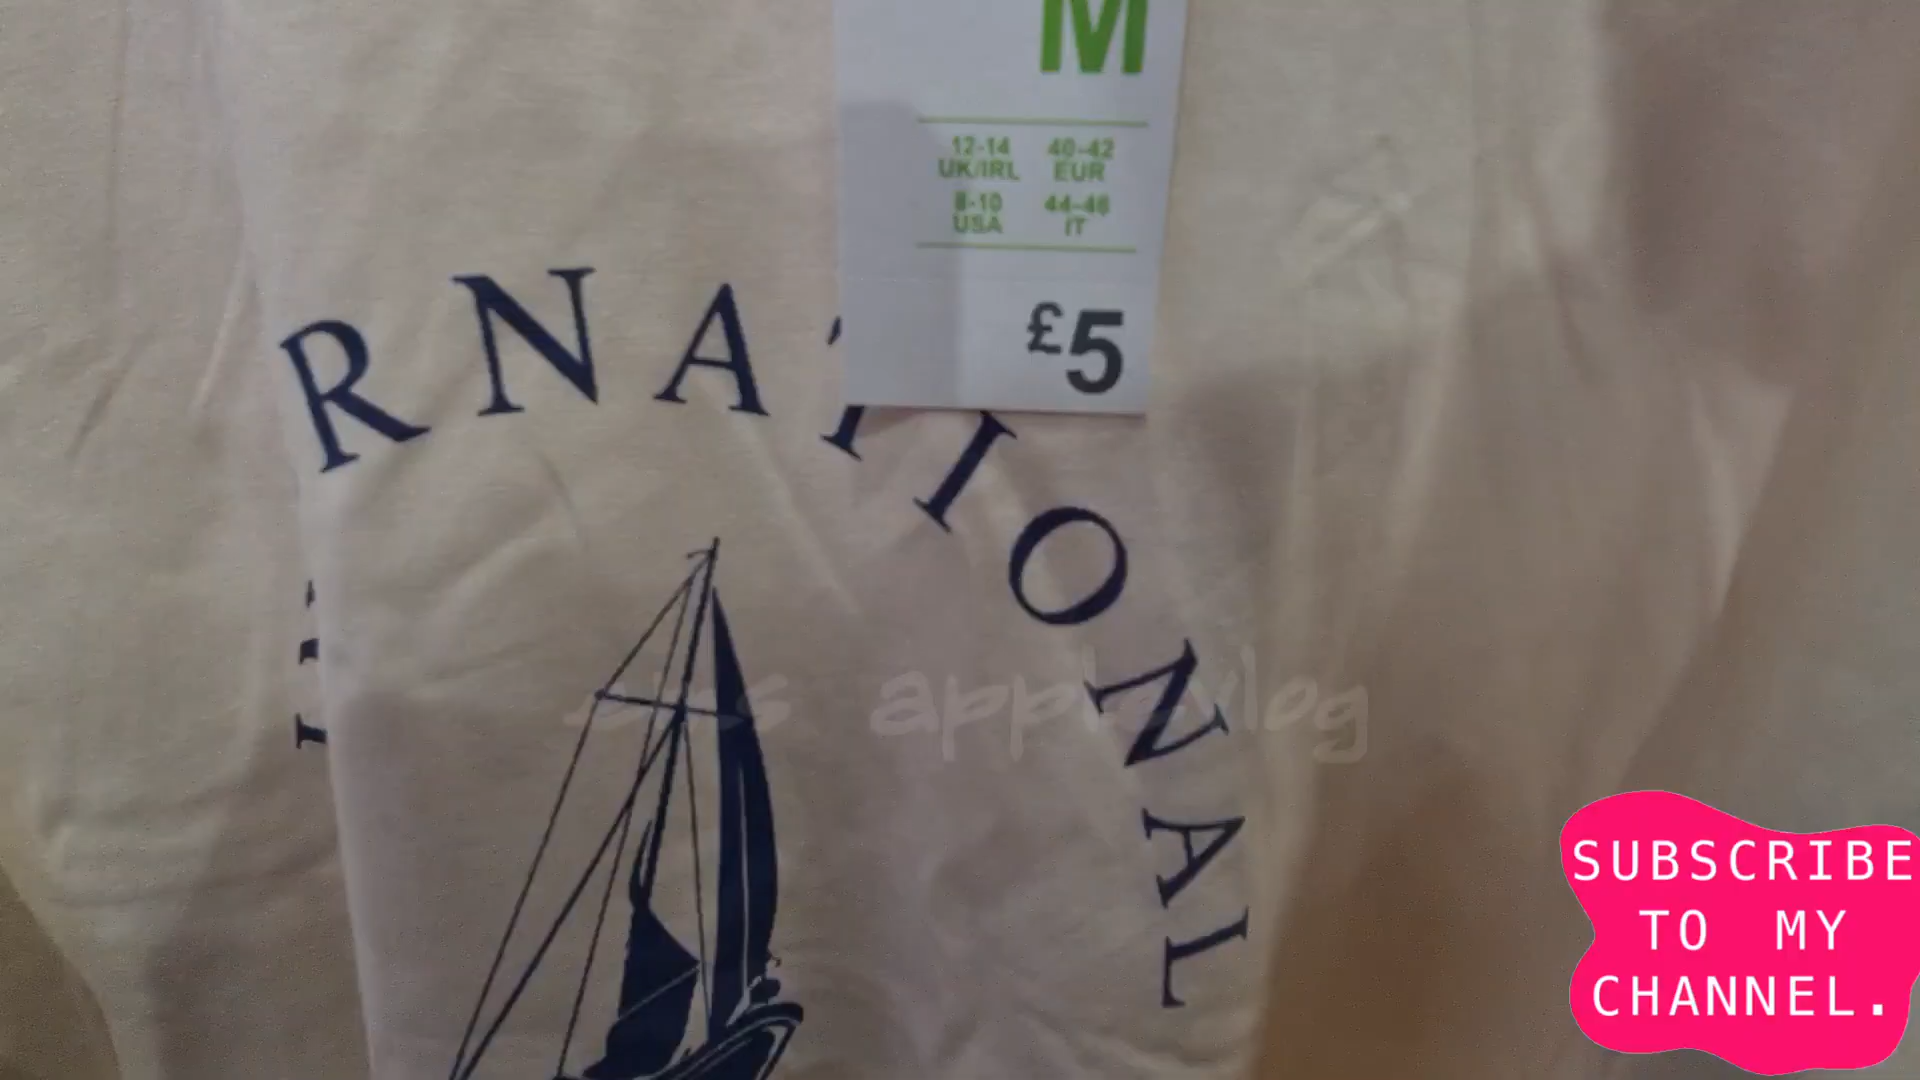 M
12-14 40-42
UK/IRL EUR
8-10 44-46
USA IT
£5
RNATIONAL
vlog
SUBSCRIBE
TO MY
CHANNEL.